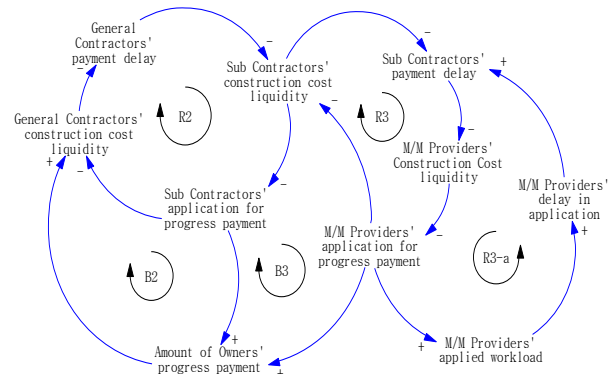 General
Contractors'
payment delay
-
-
Sub Contractors'
construction cost
liquidity
-
-
Sub Contractors'
payment delay
+
R2
R3
General Contractors'
construction cost
liquidity
+
-
-
M/M Providers'
Construction Cost
liquidity
M/M Providers'
delay in
application
+
Sub Contractors'
application for
progress payment
-
M/M Providers'
application for
progress payment
-
B2
B3
R3-a
+
Amount of Owners'
progress payment
+
+
M/M Providers'
applied workload